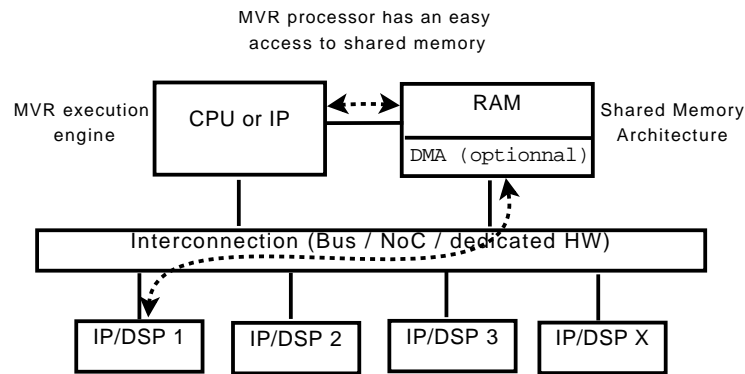 MVR processor has an easy
access to shared memory
MVR execution
engine
CPU or IP
RAM
DMA (optionnal)
Shared Memory
Architecture
Interconnection (Bus / NoC / dedicated HW)
IP/DSP 1
IP/DSP 2
IP/DSP 3
IP/DSP X